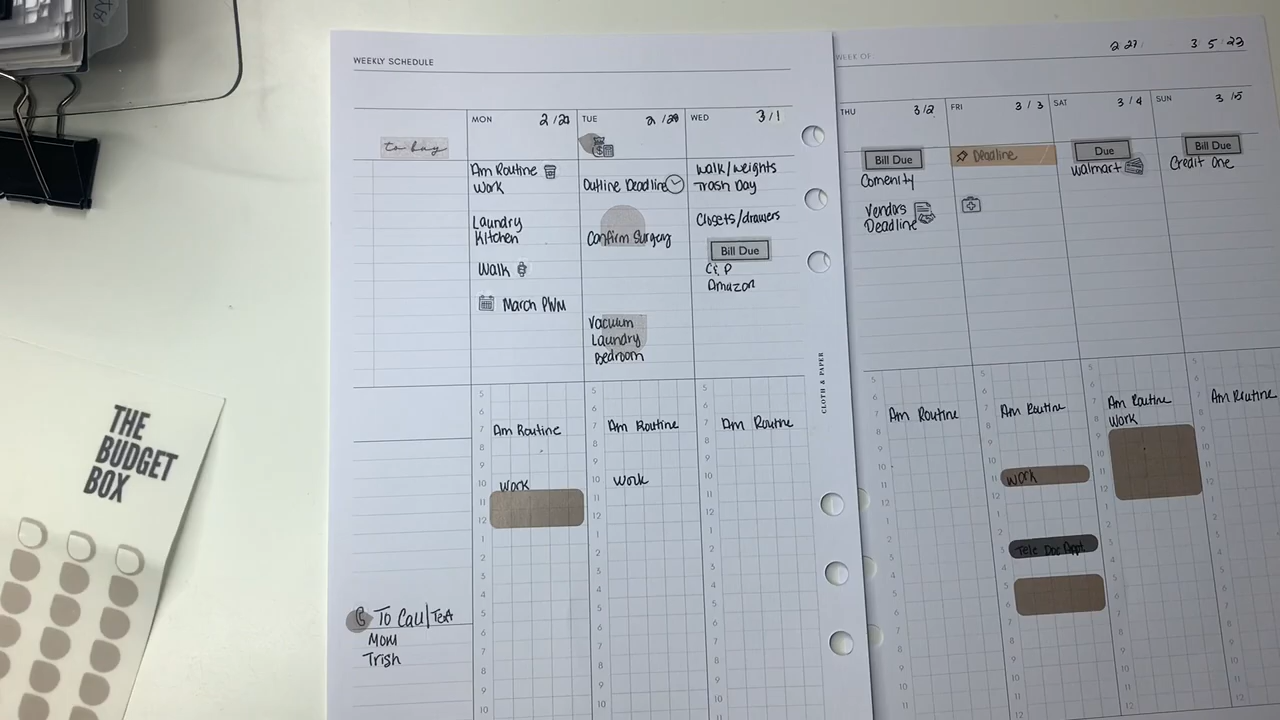 WEEKLY SCHEDULE
WEEK OF:
2 27
3 5 23
MON
TUE
WED
3/1
THU
3/2
FRI
3/3
SAT
3/4
SUN
3/5
to buy
Am Routine
Work
Laundry
Kitchen
Walk
March PWM
Outline Deadline
Confirm Surgery
Vacuum
Laundry
Bedroom
Walk/Weights
Trash Day
Closets/drawers
Bill Due
C&P
Amazon
Bill Due
Comenity
Vendors
Deadline
Deadline
Due
Walmart
Bill Due
Credit One
Am Routine
Work
Am Routine
Work
Am Routine
Am Routine
Am Routine
Work
Tele Doc Appt
Am Routine
Work
Am Routine
To Call/Text
Mom
Trish
CLOTH & PAPER
THE
BUDGET
BOX